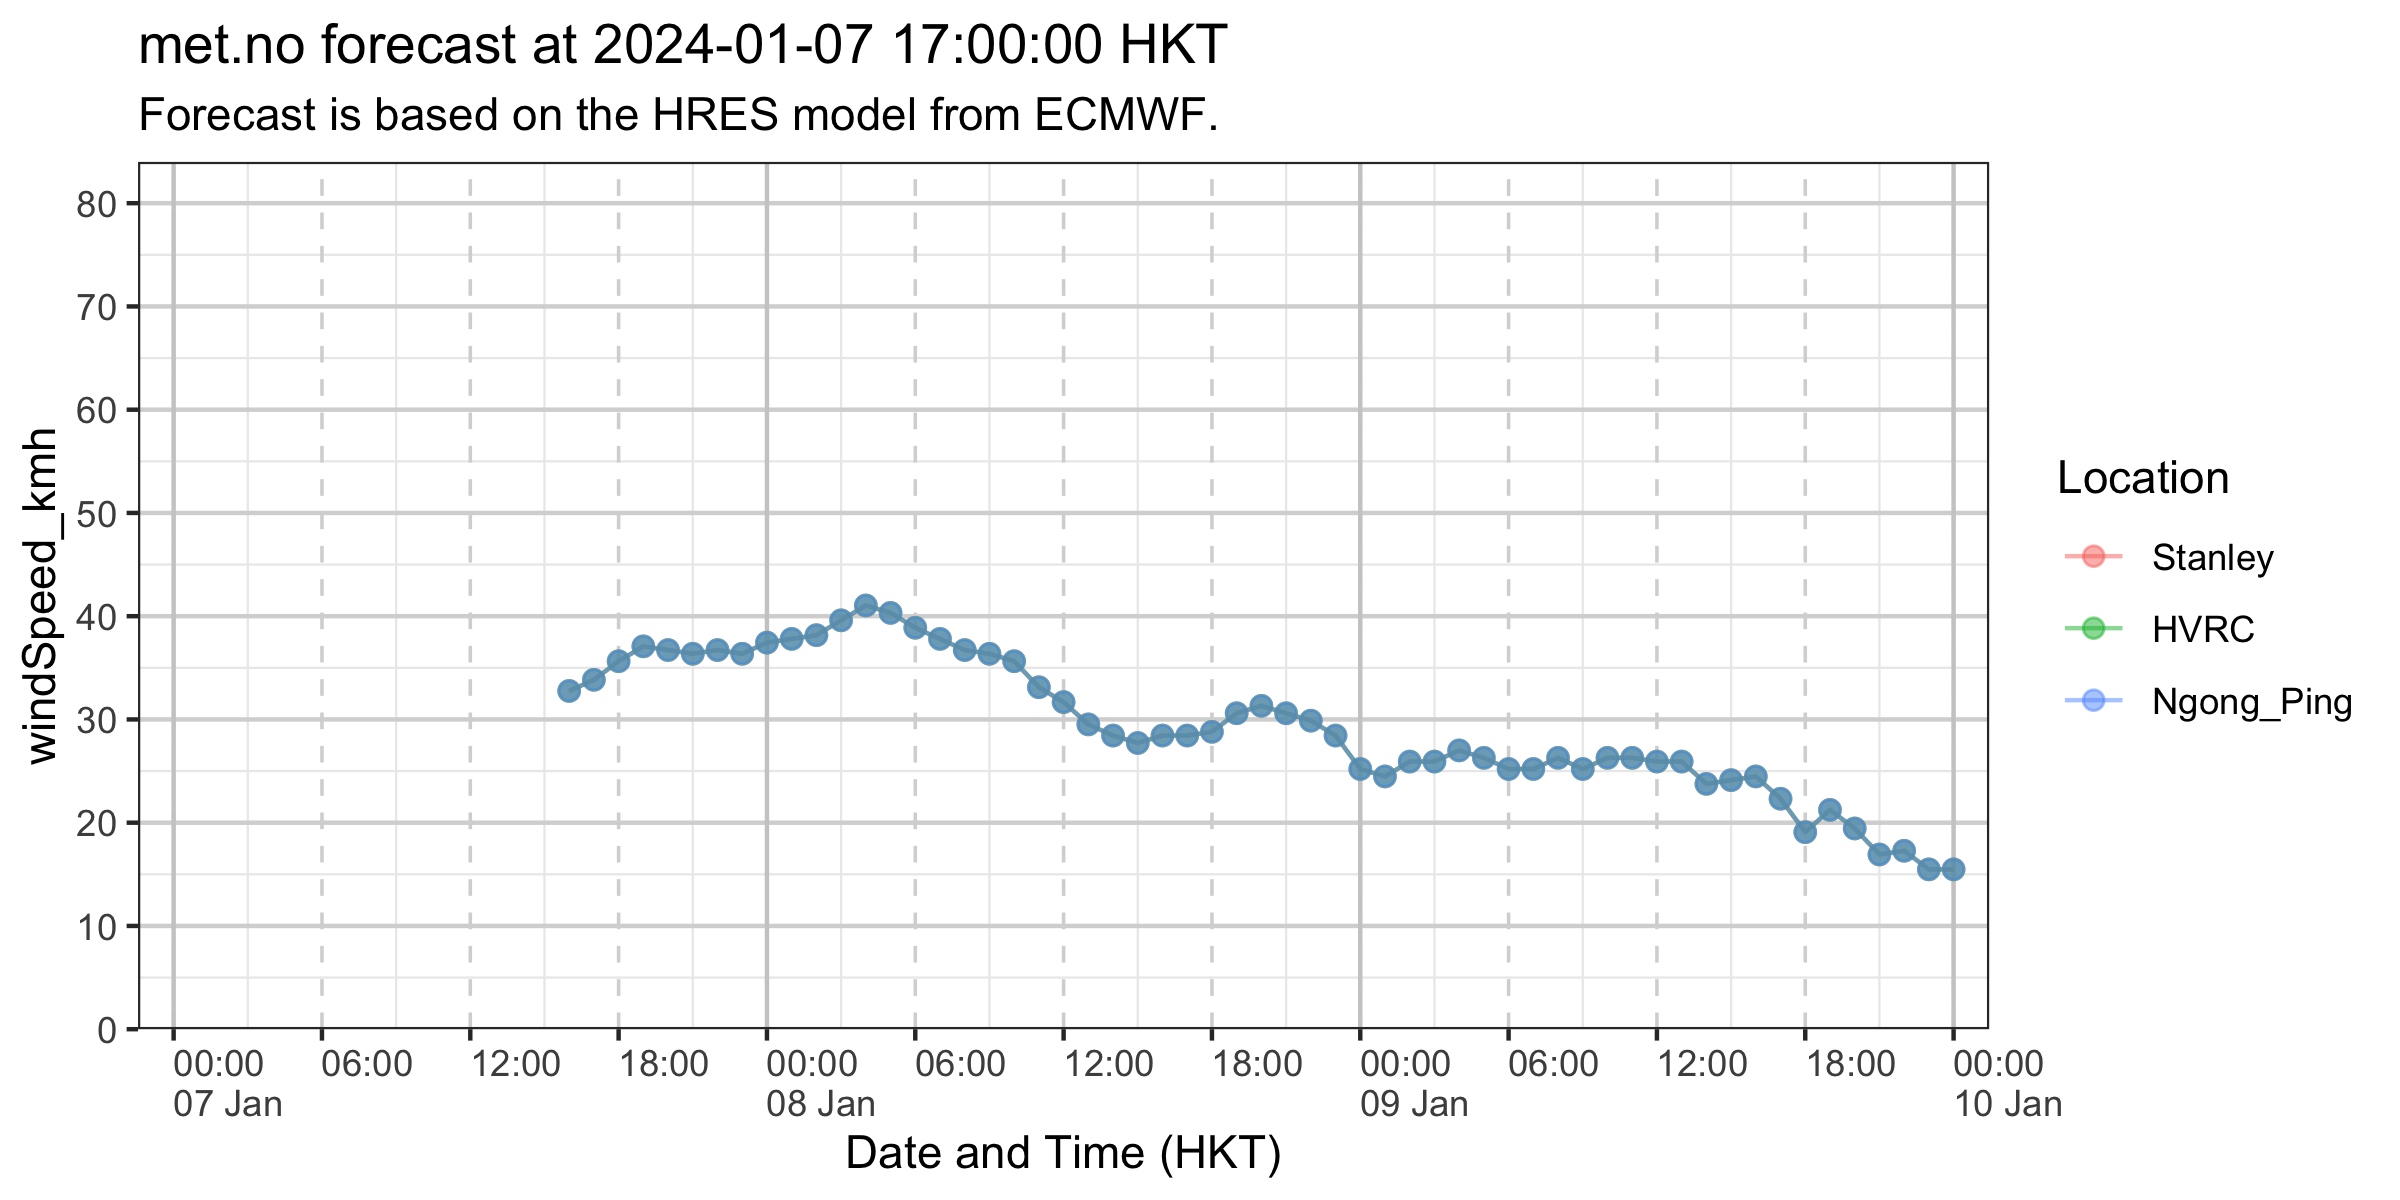 met.no forecast at 2024-01-07 17:00:00 HKT
Forecast is based on the HRES model from ECMWF.
windSpeed_kmh
80
70
60
50
40
30
20
10
0
00:00 06:00 12:00 18:00 00:00 06:00 12:00 18:00 00:00 06:00 12:00 18:00 00:00
07 Jan 08 Jan 09 Jan 10 Jan
Date and Time (HKT)
Location
Stanley
HVRC
Ngong_Ping